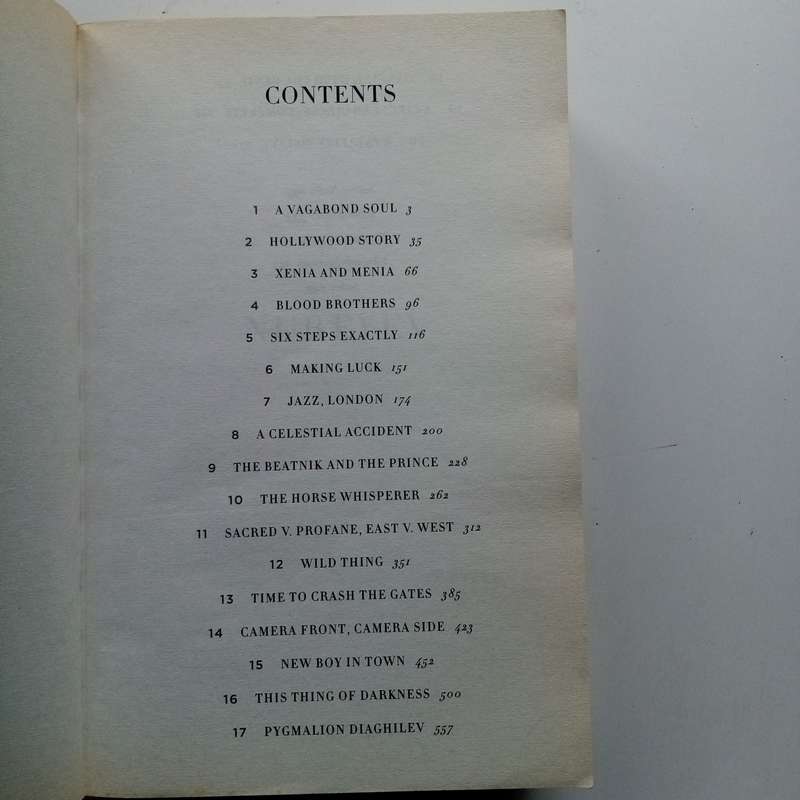 CONTENTS
1 A VAGABOND SOUL 3
2 HOLLYWOOD STORY 35
3 XENIA AND MENIA 66
4 BLOOD BROTHERS 96
5 SIX STEPS EXACTLY 116
6 MAKING LUCK 151
7 JAZZ, LONDON 174
8 A CELESTIAL ACCIDENT 200
9 THE BEATNIK AND THE PRINCE 228
10 THE HORSE WHISPERER 262
11 SACRED V. PROFANE, EAST V. WEST 312
12 WILD THING 351
13 TIME TO CRASH THE GATES 385
14 CAMERA FRONT, CAMERA SIDE 423
15 NEW BOY IN TOWN 452
16 THIS THING OF DARKNESS 500
17 PYGMALION DIAGHILEV 557